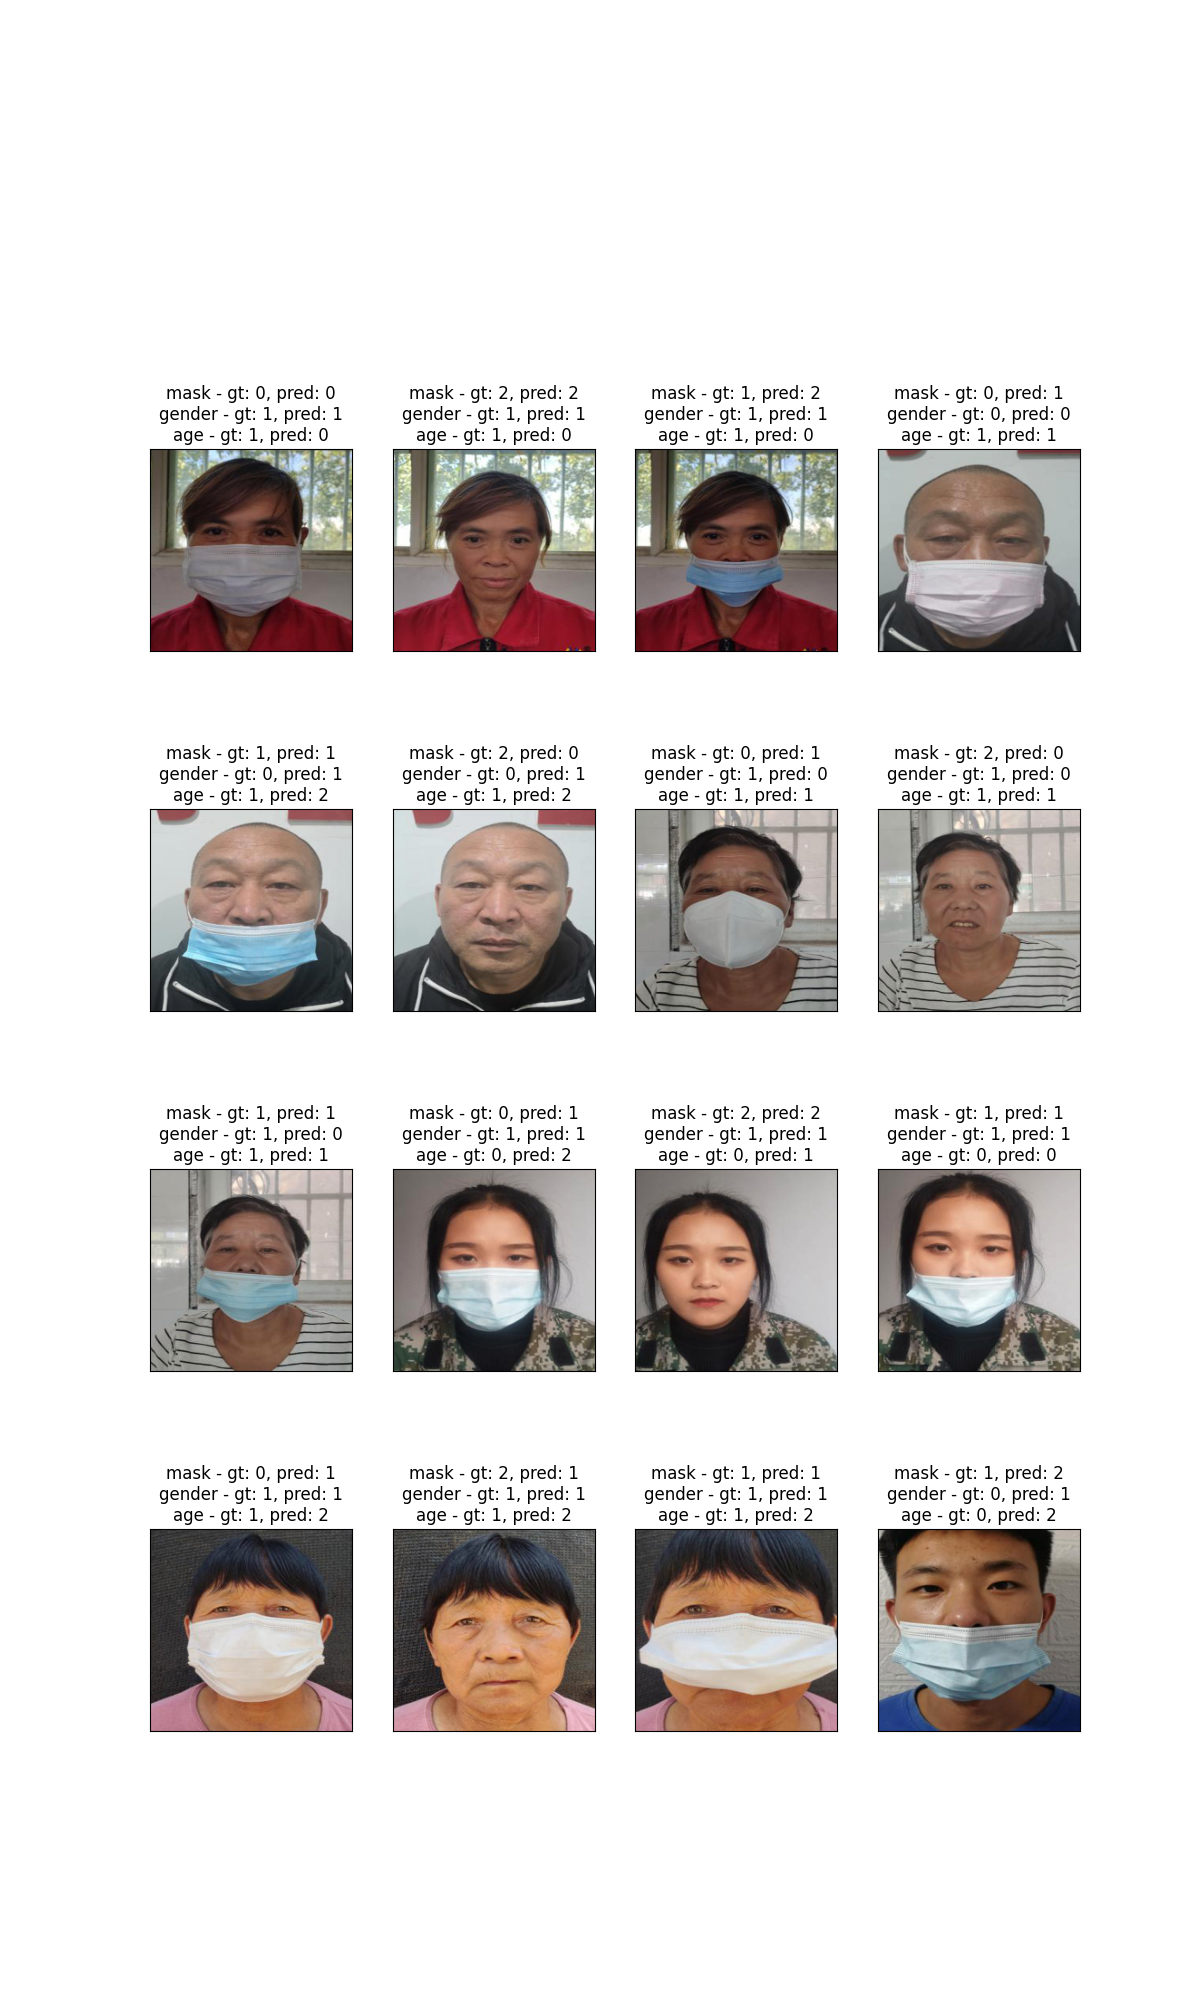 mask - gt: 0, pred: 0
gender - gt: 1, pred: 1
age - gt: 1, pred: 0
mask - gt: 2, pred: 2
gender - gt: 1, pred: 1
age - gt: 1, pred: 0
mask - gt: 1, pred: 2
gender - gt: 1, pred: 1
age - gt: 1, pred: 0
mask - gt: 0, pred: 1
gender - gt: 0, pred: 0
age - gt: 1, pred: 1
mask - gt: 1, pred: 1
gender - gt: 0, pred: 1
age - gt: 1, pred: 2
mask - gt: 2, pred: 0
gender - gt: 0, pred: 1
age - gt: 1, pred: 2
mask - gt: 0, pred: 1
gender - gt: 1, pred: 0
age - gt: 1, pred: 1
mask - gt: 2, pred: 0
gender - gt: 1, pred: 0
age - gt: 1, pred: 1
mask - gt: 1, pred: 1
gender - gt: 1, pred: 0
age - gt: 1, pred: 1
mask - gt: 0, pred: 1
gender - gt: 1, pred: 1
age - gt: 0, pred: 2
mask - gt: 2, pred: 2
gender - gt: 1, pred: 1
age - gt: 0, pred: 1
mask - gt: 1, pred: 1
gender - gt: 1, pred: 1
age - gt: 0, pred: 0
mask - gt: 0, pred: 1
gender - gt: 1, pred: 1
age - gt: 1, pred: 2
mask - gt: 2, pred: 1
gender - gt: 1, pred: 1
age - gt: 1, pred: 2
mask - gt: 1, pred: 1
gender - gt: 1, pred: 1
age - gt: 1, pred: 2
mask - gt: 1, pred: 2
gender - gt: 0, pred: 1
age - gt: 0, pred: 2